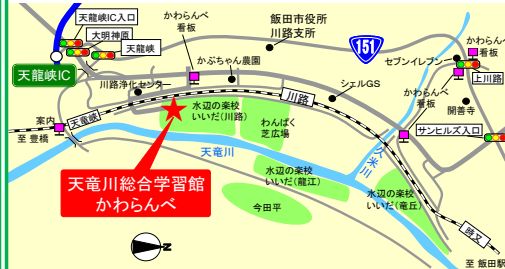 天龍峡IC入口
大明神原
天龍峡
天龍峡IC
かわらんべ
看板
飯田市役所
川路支所
かぶちゃん農園
川路浄化センター
151
セブンイレブン
かわらんべ
看板
上川路
シェルGS
かわらんべ
看板
開善寺
サンヒルズ入口
案内
至 豊橋
天竜峡
水辺の楽校
いいだ(川路)
川路
わんぱく
芝広場
天竜川
久米川
天竜川総合学習館
かわらんべ
水辺の楽校
いいだ(龍江)
今田平
水辺の楽校
いいだ(竜丘)
時又
至 飯田駅
N